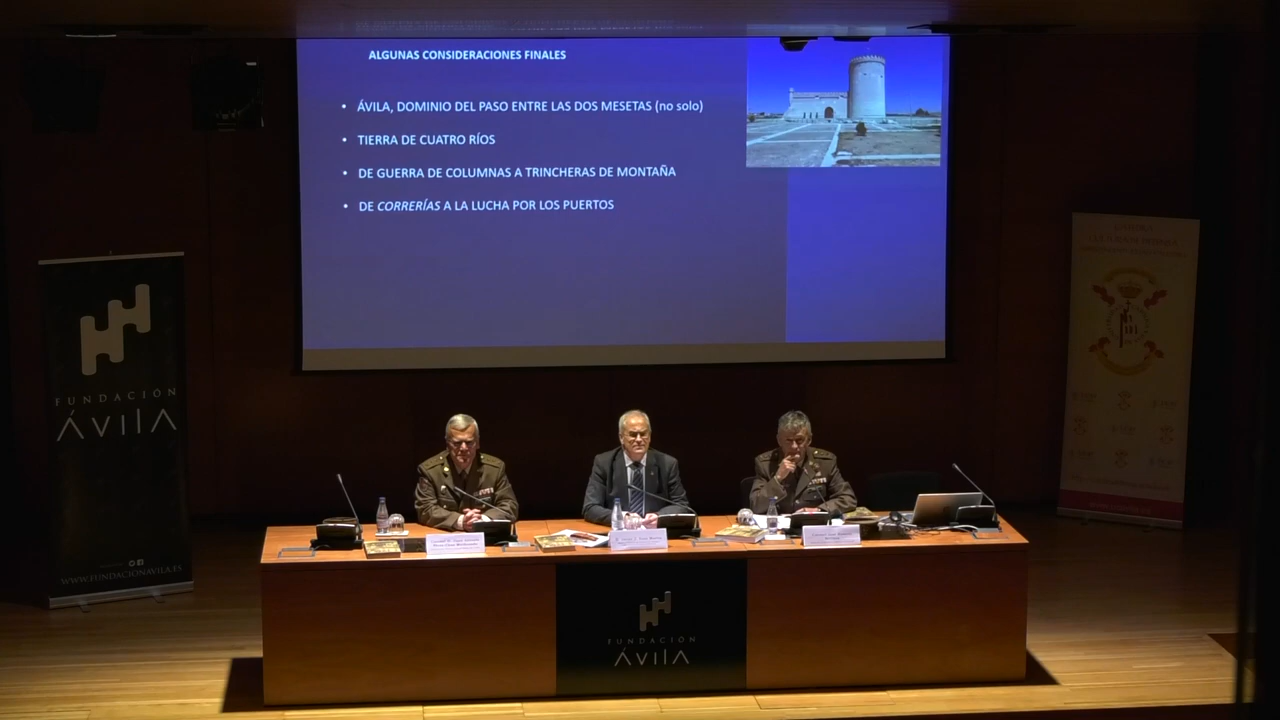 ALGUNAS CONSIDERACIONES FINALES
• ÁVILA, DOMINIO DEL PASO ENTRE LAS DOS MESETAS (no solo)
• TIERRA DE CUATRO RÍOS
• DE GUERRA DE COLUMNAS A TRINCHERAS DE MONTAÑA
• DE CORRERÍAS A LA LUCHA POR LOS PUERTOS
FUNDACIÓN
ÁVILA
WWW.FUNDACIONAVILA.ES
FUNDACIÓN
ÁVILA